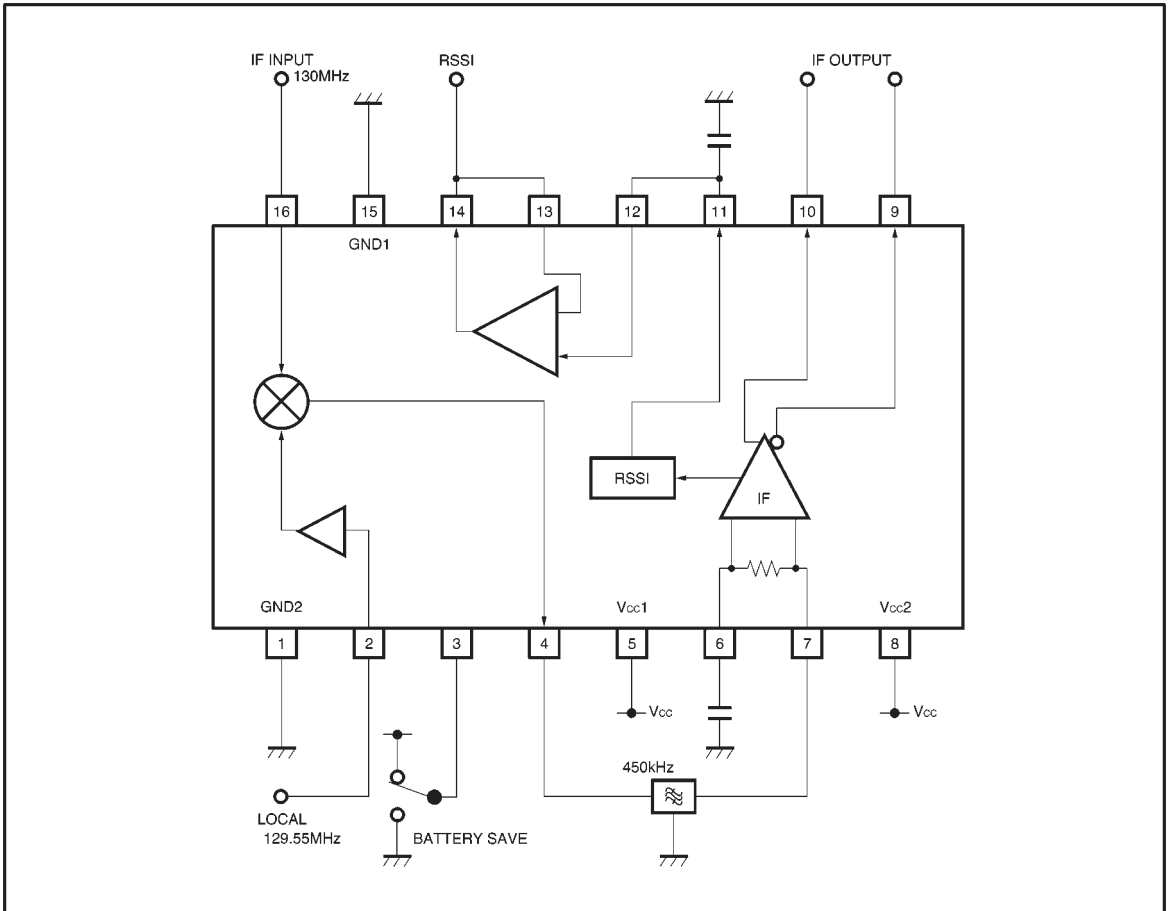 IF INPUT
130MHz
RSSI
IF OUTPUT
16 15 14 13 12 11 10 9
GND1
RSSI
IF
GND2
Vcc1
Vcc2
1 2 3 4 5 6 7 8
Vcc
Vcc
450kHz
LOCAL
129.55MHz
BATTERY SAVE